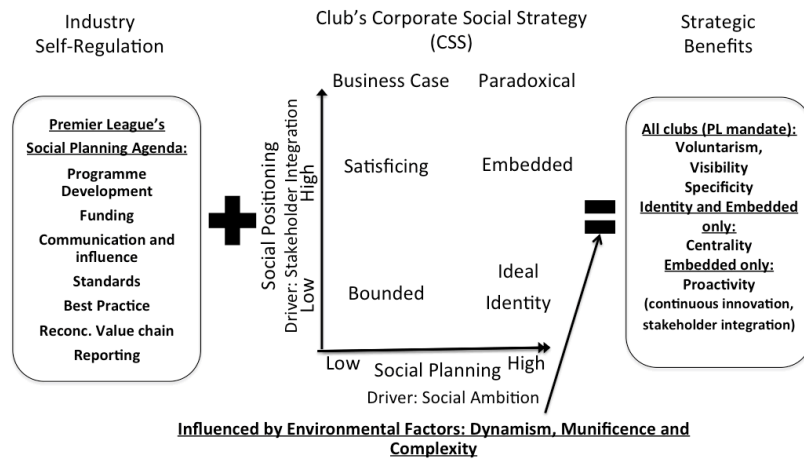 Industry
Self-Regulation
Premier League's
Social Planning Agenda:
Programme
Development
Funding
Communication and
influence
Standards
Best Practice
Reconc. Value chain
Reporting
Club's Corporate Social Strategy
(CSS)
Business Case
Paradoxical
Satisficing
Embedded
Bounded
Ideal
Identity
Social Positioning
Driver: Stakeholder Integration
High
Low
Low
High
Social Planning
Driver: Social Ambition
Influenced by Environmental Factors: Dynamism, Munificence and
Complexity
Strategic
Benefits
All clubs (PL mandate):
Voluntarism,
Visibility
Specificity
Identity and Embedded
only:
Centrality
Embedded only:
Proactivity
(continuous innovation,
stakeholder integration)